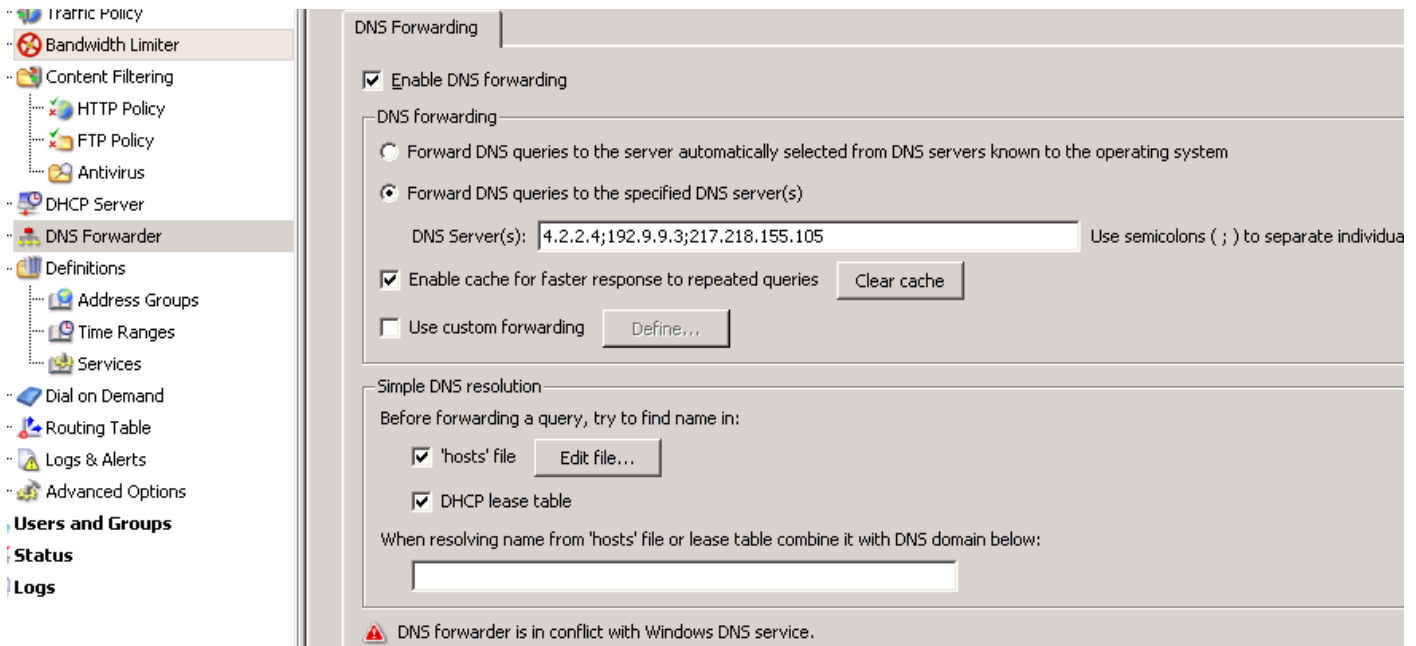 Traffic Policy
Bandwidth Limiter
Content Filtering
HTTP Policy
FTP Policy
Antivirus
DHCP Server
DNS Forwarder
Definitions
Address Groups
Time Ranges
Services
Dial on Demand
Routing Table
Logs & Alerts
Advanced Options
Users and Groups
Status
Logs
DNS Forwarding
Enable DNS forwarding
DNS forwarding
Forward DNS queries to the server automatically selected from DNS servers known to the operating system
Forward DNS queries to the specified DNS server(s)
DNS Server(s): 4.2.2.4;192.9.9.3;217.218.155.105 Use semicolons ( ; ) to separate individua
Enable cache for faster response to repeated queries Clear cache
Use custom forwarding Define...
Simple DNS resolution
Before forwarding a query, try to find name in:
'hosts' file Edit file...
DHCP lease table
When resolving name from 'hosts' file or lease table combine it with DNS domain below:
DNS forwarder is in conflict with Windows DNS service.